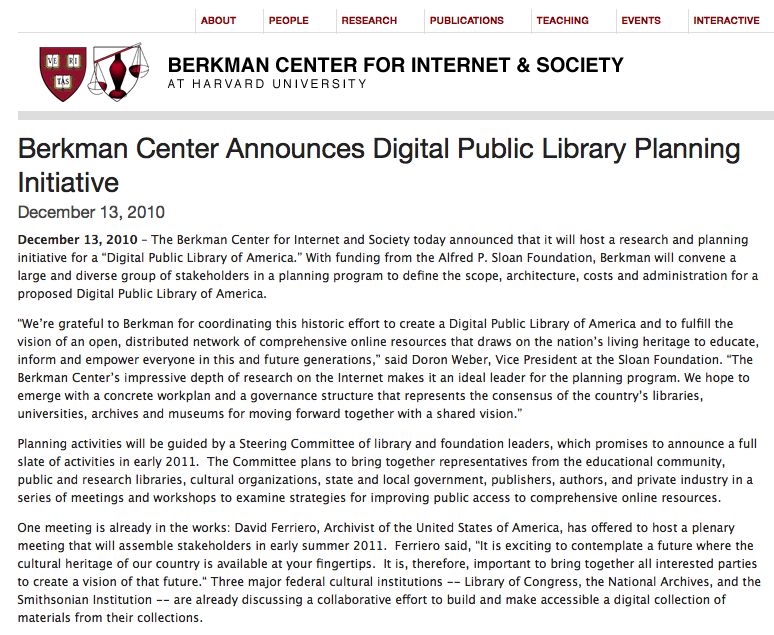 ABOUT PEOPLE RESEARCH PUBLICATIONS TEACHING EVENTS INTERACTIVE
VE RI
TAS
BERKMAN CENTER FOR INTERNET & SOCIETY
AT HARVARD UNIVERSITY
Berkman Center Announces Digital Public Library Planning
Initiative
December 13, 2010
December 13, 2010 – The Berkman Center for Internet and Society today announced that it will host a research and planning
initiative for a “Digital Public Library of America.” With funding from the Alfred P. Sloan Foundation, Berkman will convene a
large and diverse group of stakeholders in a planning program to define the scope, architecture, costs and administration for a
proposed Digital Public Library of America.
"We’re grateful to Berkman for coordinating this historic effort to create a Digital Public Library of America and to fulfill the
vision of an open, distributed network of comprehensive online resources that draws on the nation’s living heritage to educate,
inform and empower everyone in this and future generations,” said Doron Weber, Vice President at the Sloan Foundation. “The
Berkman Center’s impressive depth of research on the Internet makes it an ideal leader for the planning program. We hope to
emerge with a concrete workplan and a governance structure that represents the consensus of the country’s libraries,
universities, archives and museums for moving forward together with a shared vision.”
Planning activities will be guided by a Steering Committee of library and foundation leaders, which promises to announce a full
slate of activities in early 2011.  The Committee plans to bring together representatives from the educational community,
public and research libraries, cultural organizations, state and local government, publishers, authors, and private industry in a
series of meetings and workshops to examine strategies for improving public access to comprehensive online resources.
One meeting is already in the works: David Ferriero, Archivist of the United States of America, has offered to host a plenary
meeting that will assemble stakeholders in early summer 2011.  Ferriero said, "It is exciting to contemplate a future where the
cultural heritage of our country is available at your fingertips.  It is, therefore, important to bring together all interested parties
to create a vision of that future." Three major federal cultural institutions -- Library of Congress, the National Archives, and the
Smithsonian Institution -- are already discussing a collaborative effort to build and make accessible a digital collection of
materials from their collections.